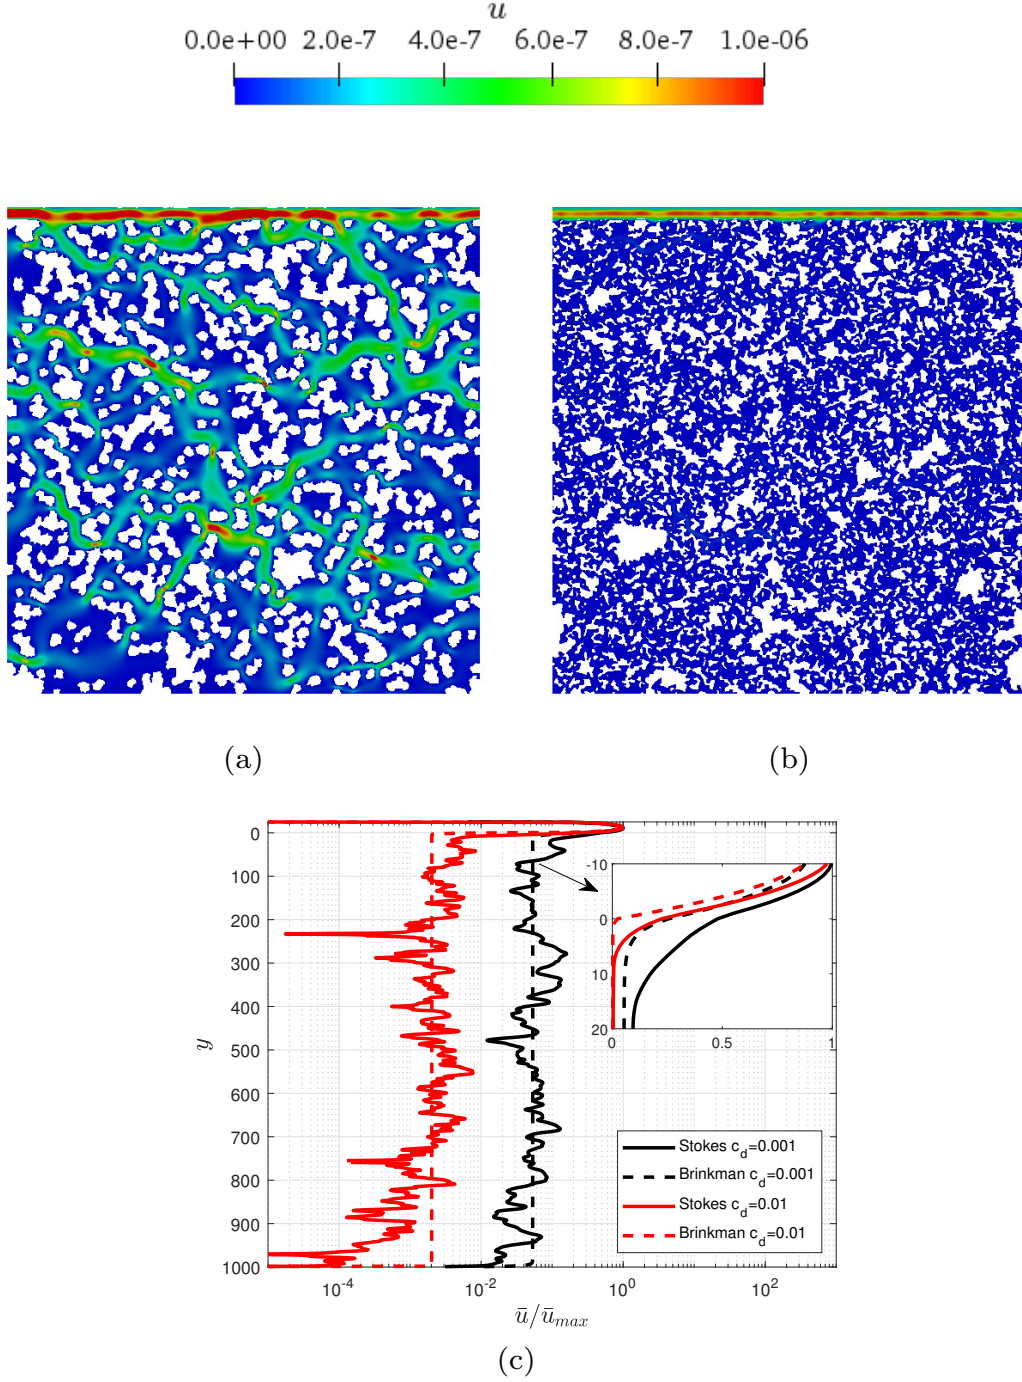 u
0.0e+00 2.0e-7 4.0e-7 6.0e-7 8.0e-7 1.0e-06
(a) (b)
0
100
200
300
400
500
600
700
800
900
1000
y
-10
0
10
20
0 0.5 1
Stokes c_d=0.001
Brinkman c_d=0.001
Stokes c_d=0.01
Brinkman c_d=0.01
10^-4 10^-2 10^0 10^2
ū/ū_max
(c)